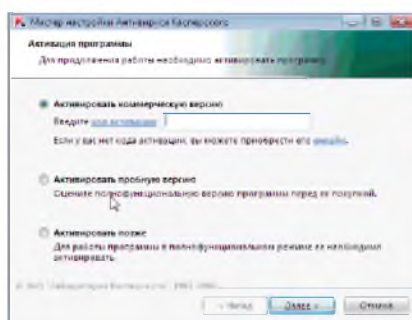 Мастер настройки Антивируса Касперского
Активация программы
Для продолжения работы необходимо активировать программу.
Активировать коммерческую версию
Введите код активации
Если у вас нет кода активации, вы можете приобрести его онлайн.
Активировать пробную версию
Оцените полнофункциональную версию программы перед ее покупкой.
Активировать позже
Для работы программы в полнофункциональном режиме ее необходимо
активировать.
Лаборатория Касперского
< Назад
Далее >
Отмена